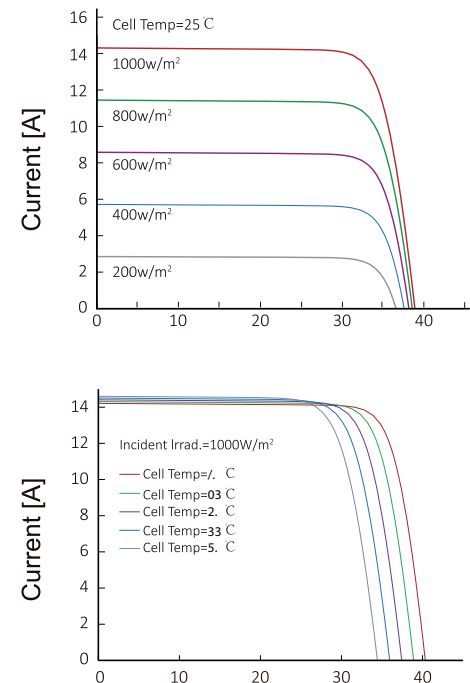 16
Cell Temp=25℃
14
1000w/m²
12
800w/m²
10
8
600w/m²
6
400w/m²
4
2
200w/m²
0
Current [A]
0 10 20 30 40
14
12
Incident Irrad.=1000W/m²
Cell Temp=/. ℃
10
Cell Temp=03 ℃
8
Cell Temp=2. ℃
Cell Temp=33 ℃
6
Cell Temp=5. ℃
4
2
0
Current [A]
0 10 20 30 40